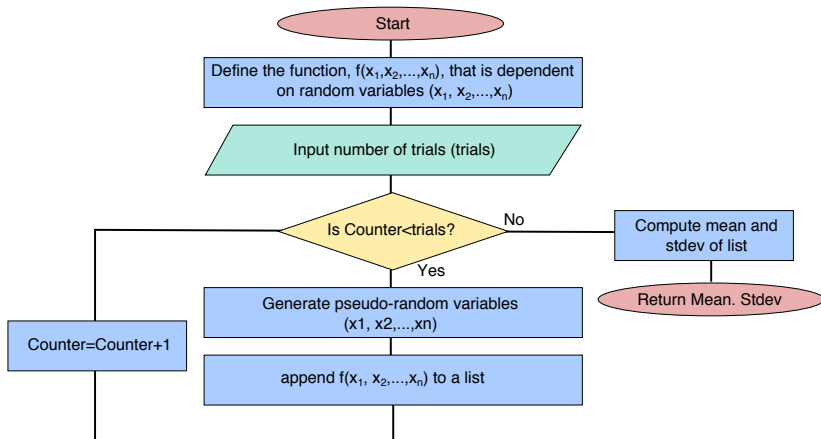 Start
Define the function, f(x₁,x₂,...,xₙ), that is dependent
on random variables (x₁, x₂,...,xₙ)
Input number of trials (trials)
Is Counter<trials?
No
Compute mean and
stdev of list
Return Mean. Stdev
Yes
Generate pseudo-random variables
(x1, x2,...,xn)
Counter=Counter+1
append f(x₁, x₂,...,xₙ) to a list